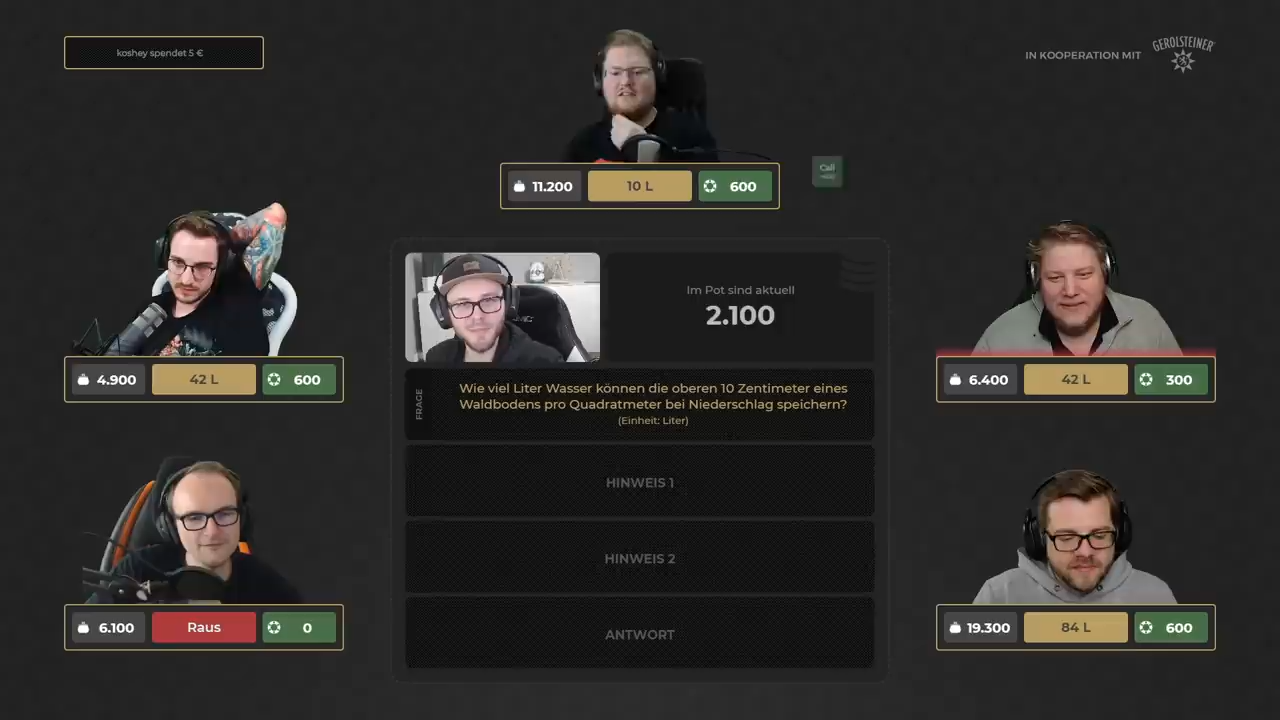 koshey spendet 5 €
IN KOOPERATION MIT
GEROLSTEINER
11.200
10 L
600
Call
Im Pot sind aktuell
2.100
4.900
42 L
600
6.400
42 L
300
FRAGE
Wie viel Liter Wasser können die oberen 10 Zentimeter eines
Waldbodens pro Quadratmeter bei Niederschlag speichern?
(Einheit: Liter)
HINWEIS 1
HINWEIS 2
ANTWORT
6.100
Raus
0
19.300
84 L
600